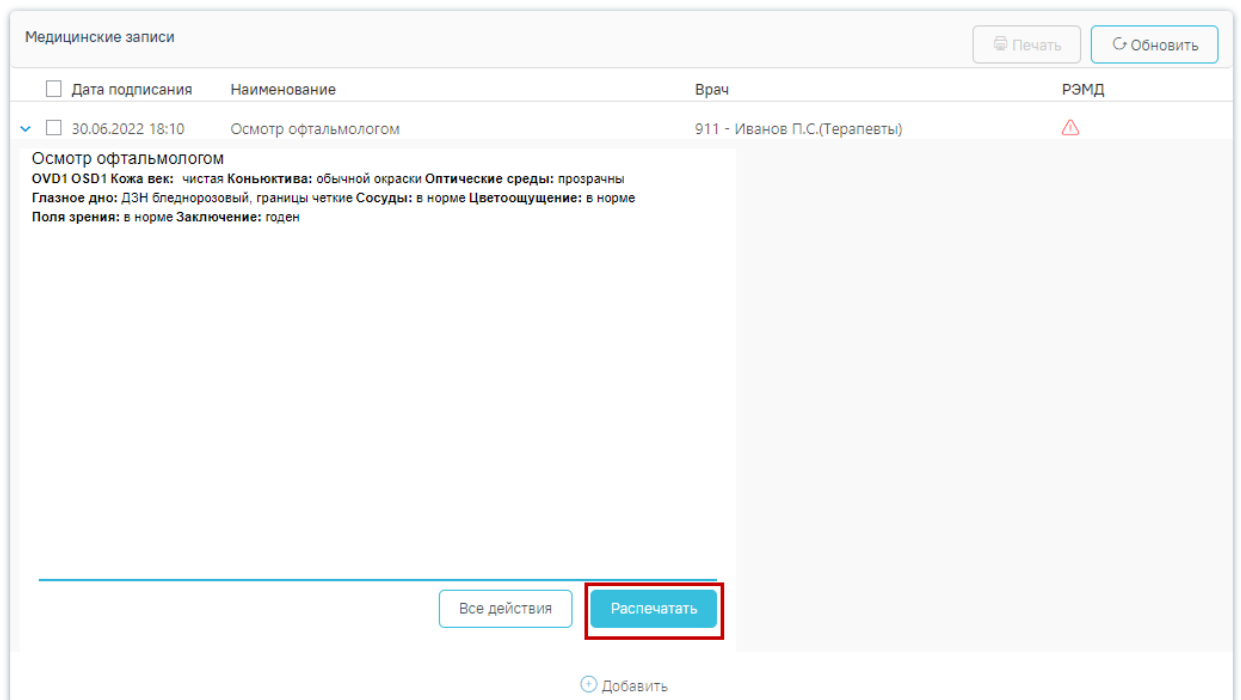 Медицинские записи
Печать
Обновить
Дата подписания Наименование Врач РЭМД
30.06.2022 18:10 Осмотр офтальмологом 911 - Иванов П.С.(Терапевты)
Осмотр офтальмологом
OVD1 OSD1 Кожа век: чистая Коньюктива: обычной окраски Оптические среды: прозрачны
Глазное дно: ДЗН бледнорозовый, границы четкие Сосуды: в норме Цветоощущение: в норме
Поля зрения: в норме Заключение: годен
Все действия
Распечатать
Добавить